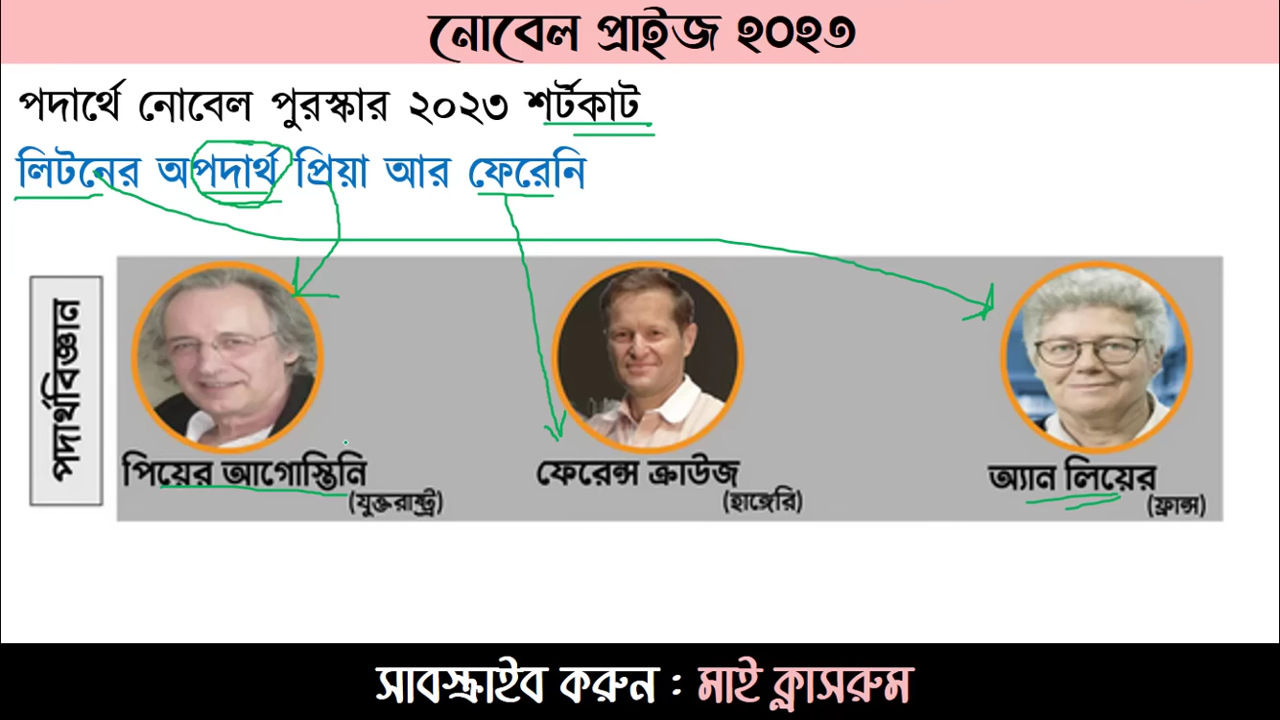 নোবেল প্রাইজ ২০২৩
পদার্থে নোবেল পুরস্কার ২০২৩ শর্টকাট
লিটনের অপদার্থ প্রিয়া আর ফেরেনি
পদার্থবিজ্ঞান
পিয়ের আগোস্তিনি
(যুক্তরাষ্ট্র)
ফেরেন্স ক্রাউজ
(হাঙ্গেরি)
অ্যান লিয়ের
(ফ্রান্স)
সাবস্ক্রাইব করুন : মাই ক্লাসরুম